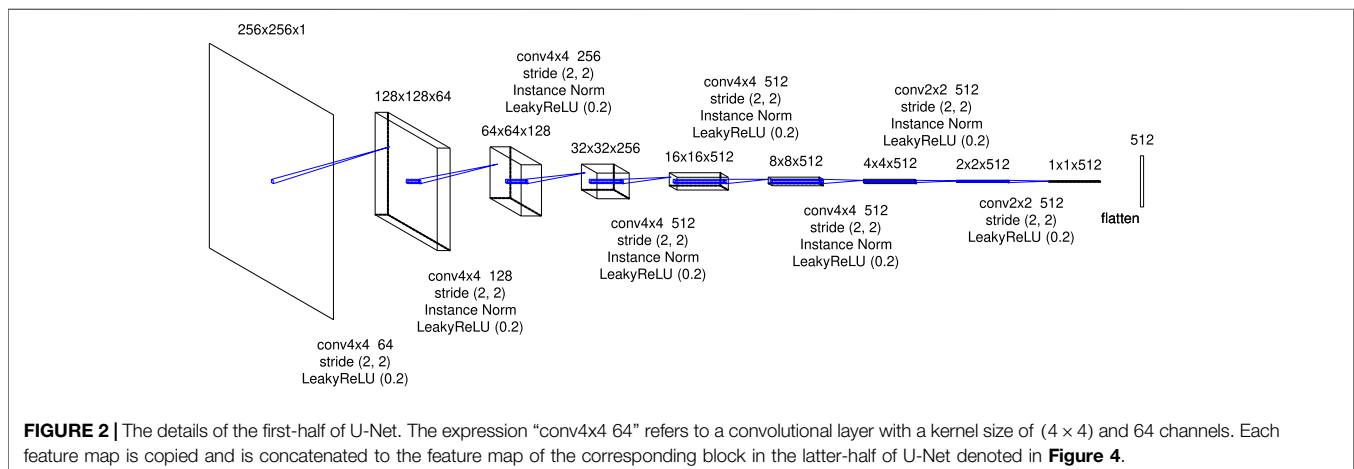 256x256x1
conv4x4 64
stride (2, 2)
LeakyReLU (0.2)
128x128x64
conv4x4 128
stride (2, 2)
Instance Norm
LeakyReLU (0.2)
64x64x128
conv4x4 256
stride (2, 2)
Instance Norm
LeakyReLU (0.2)
32x32x256
conv4x4 512
stride (2, 2)
Instance Norm
LeakyReLU (0.2)
16x16x512
conv4x4 512
stride (2, 2)
Instance Norm
LeakyReLU (0.2)
8x8x512
conv4x4 512
stride (2, 2)
Instance Norm
LeakyReLU (0.2)
4x4x512
conv2x2 512
stride (2, 2)
Instance Norm
LeakyReLU (0.2)
2x2x512
conv2x2 512
stride (2, 2)
LeakyReLU (0.2)
1x1x512
flatten
512
FIGURE 2 | The details of the first-half of U-Net. The expression “conv4x4 64” refers to a convolutional layer with a kernel size of (4 × 4) and 64 channels. Each
feature map is copied and is concatenated to the feature map of the corresponding block in the latter-half of U-Net denoted in Figure 4.